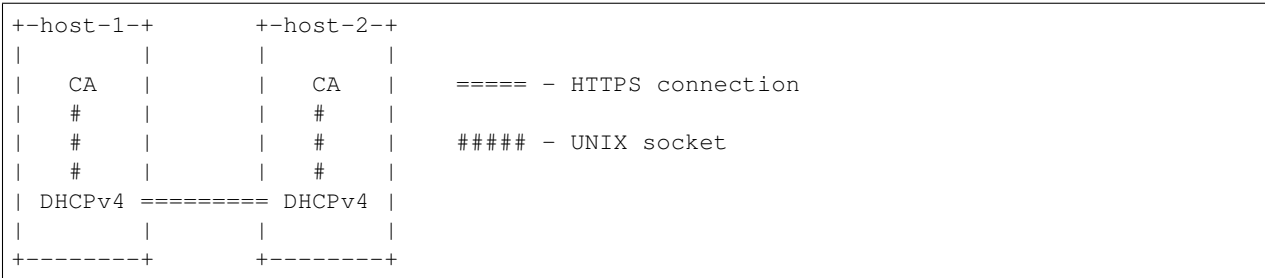 +-host-1-+       +-host-2-+
|        |       |        |
|   CA   |       |   CA   |    ===== - HTTPS connection
|   #    |       |   #    |
|   #    |       |   #    |    ##### - UNIX socket
|   #    |       |   #    |
| DHCPv4 ========= DHCPv4 |
|        |       |        |
+--------+       +--------+